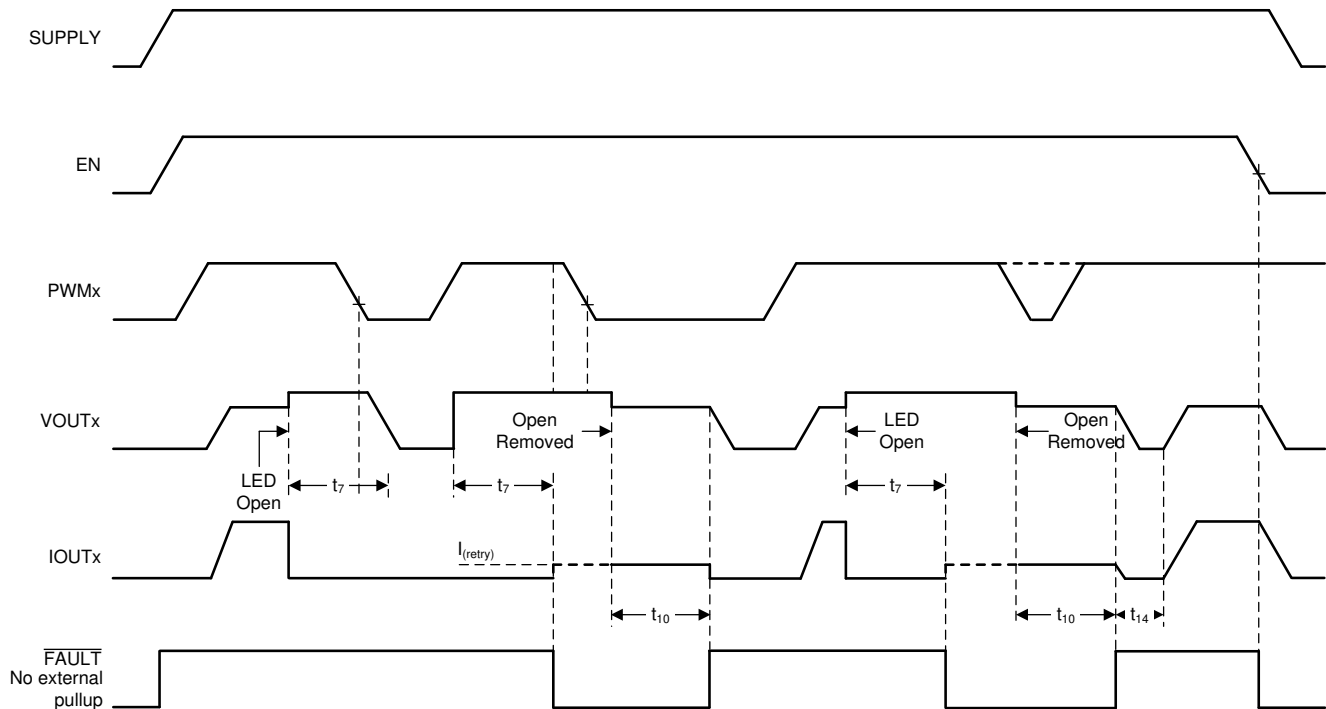 SUPPLY
EN
PWMx
VOUTx
LED
Open
Open
Removed
LED
Open
Open
Removed
t7
t7
t7
IOUTx
I(retry)
t10
t10
t14
FAULT
No external
pullup